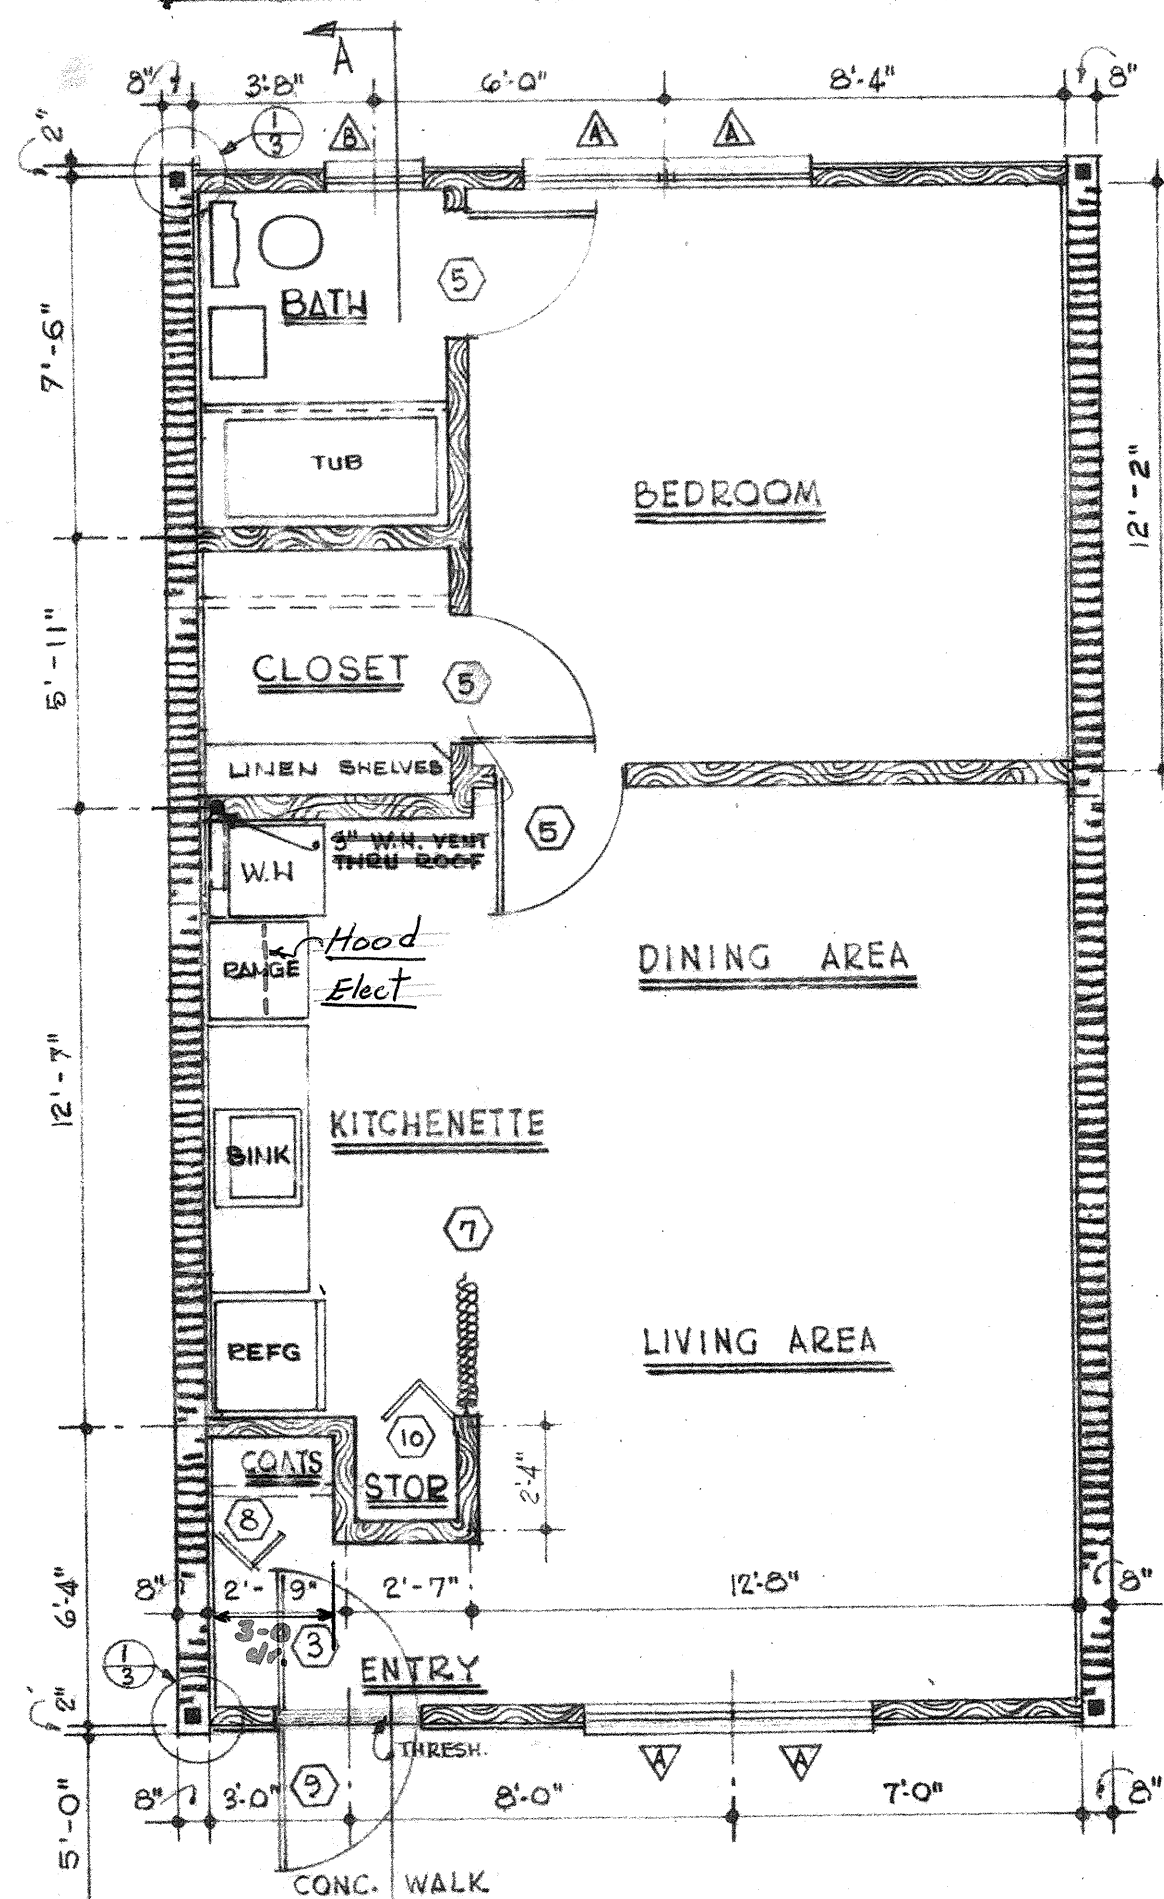 A
8" 3'-8" 6'-0" 8'-4" 8"
2"
1
3
B A A
5
BATH
7'-6"
TUB
BEDROOM
12'-2"
5'-11"
CLOSET
5
LINEN SHELVES
5
3" W.H. VENT
THRU ROOF
W.H
Hood
RANGE
Elect
DINING AREA
12'-7"
KITCHENETTE
SINK
7
REFG
LIVING AREA
10
COATS
STOR
2'-4"
8
6'-4"
8" 2'-9" 2'-7" 12'-8" 8"
3-0
3
1
3
ENTRY
2"
THRESH.
A A
9
8" 3'-0" 8'-0" 7'-0" 8"
5'-0"
CONC. WALK